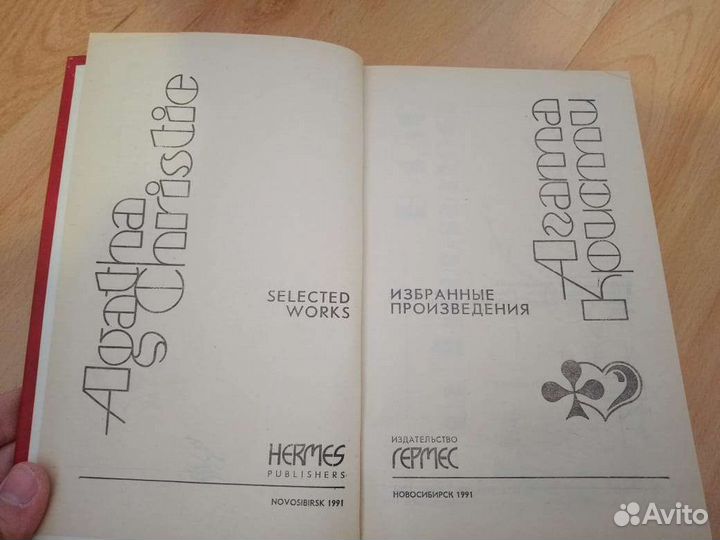 Agatha
Christie
SELECTED
WORKS
HERMES
PUBLISHERS
NOVOSIBIRSK 1991
Агата
Кристи
ИЗБРАННЫЕ
ПРОИЗВЕДЕНИЯ
ИЗДАТЕЛЬСТВО
ГЕРМЕС
НОВОСИБИРСК 1991
Avito